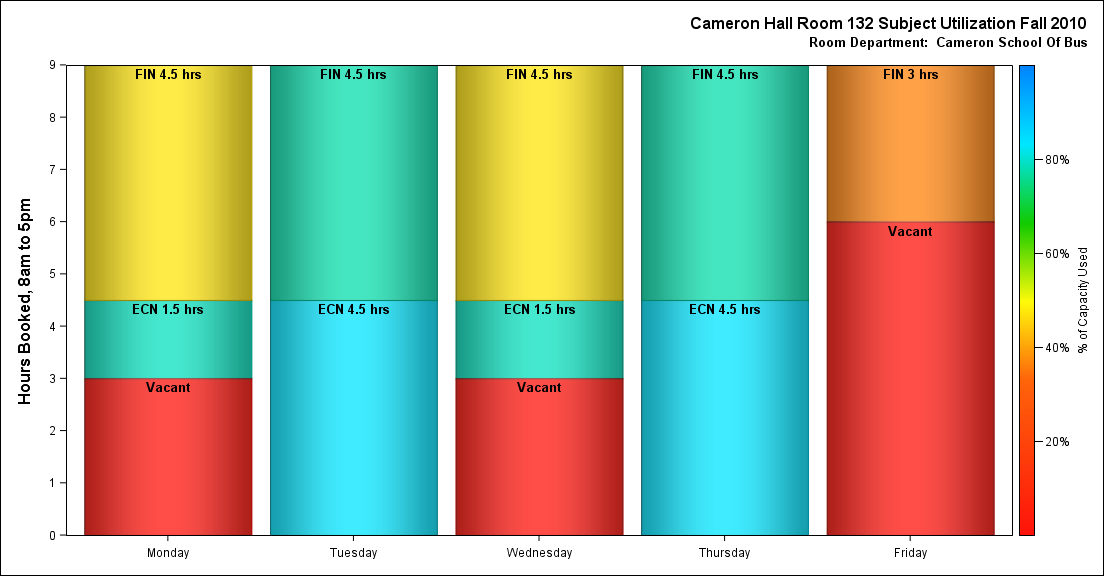 Cameron Hall Room 132 Subject Utilization Fall 2010
Room Department:  Cameron School Of Bus
Hours Booked, 8am to 5pm
9
8
7
6
5
4
3
2
1
0
FIN 4.5 hrs
ECN 1.5 hrs
Vacant
FIN 4.5 hrs
ECN 4.5 hrs
FIN 4.5 hrs
ECN 1.5 hrs
Vacant
FIN 4.5 hrs
ECN 4.5 hrs
FIN 3 hrs
Vacant
Monday
Tuesday
Wednesday
Thursday
Friday
80%
60%
40%
20%
% of Capacity Used